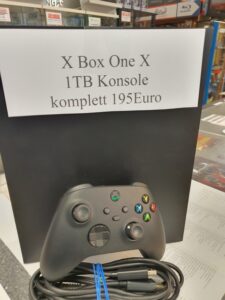 X Box One X
1TB Konsole
komplett 195Euro